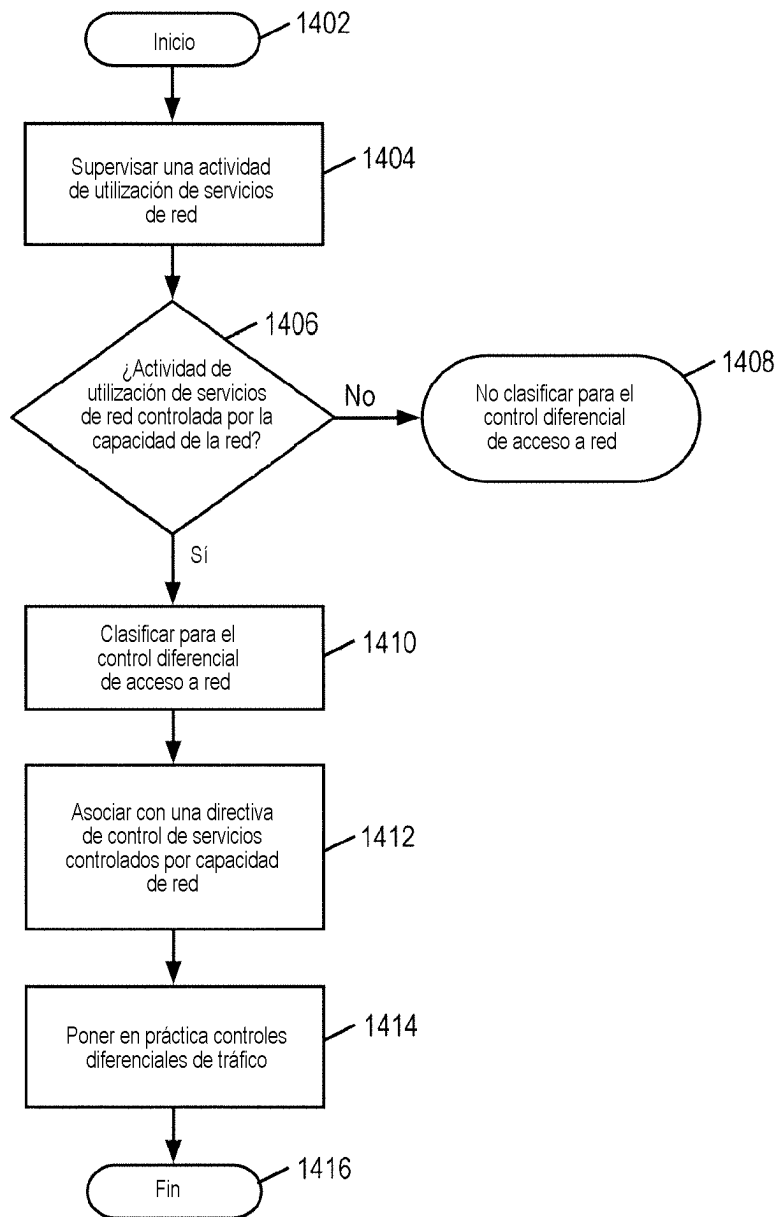 Inicio
1402
Supervisar una actividad
de utilización de servicios
de red
1404
1406
¿Actividad de
utilización de servicios
de red controlada por la
capacidad de la red?
No
1408
No clasificar para el
control diferencial
de acceso a red
Sí
Clasificar para el
control diferencial
de acceso a red
1410
Asociar con una directiva
de control de servicios
controlados por capacidad
de red
1412
Poner en práctica controles
diferenciales de tráfico
1414
Fin
1416